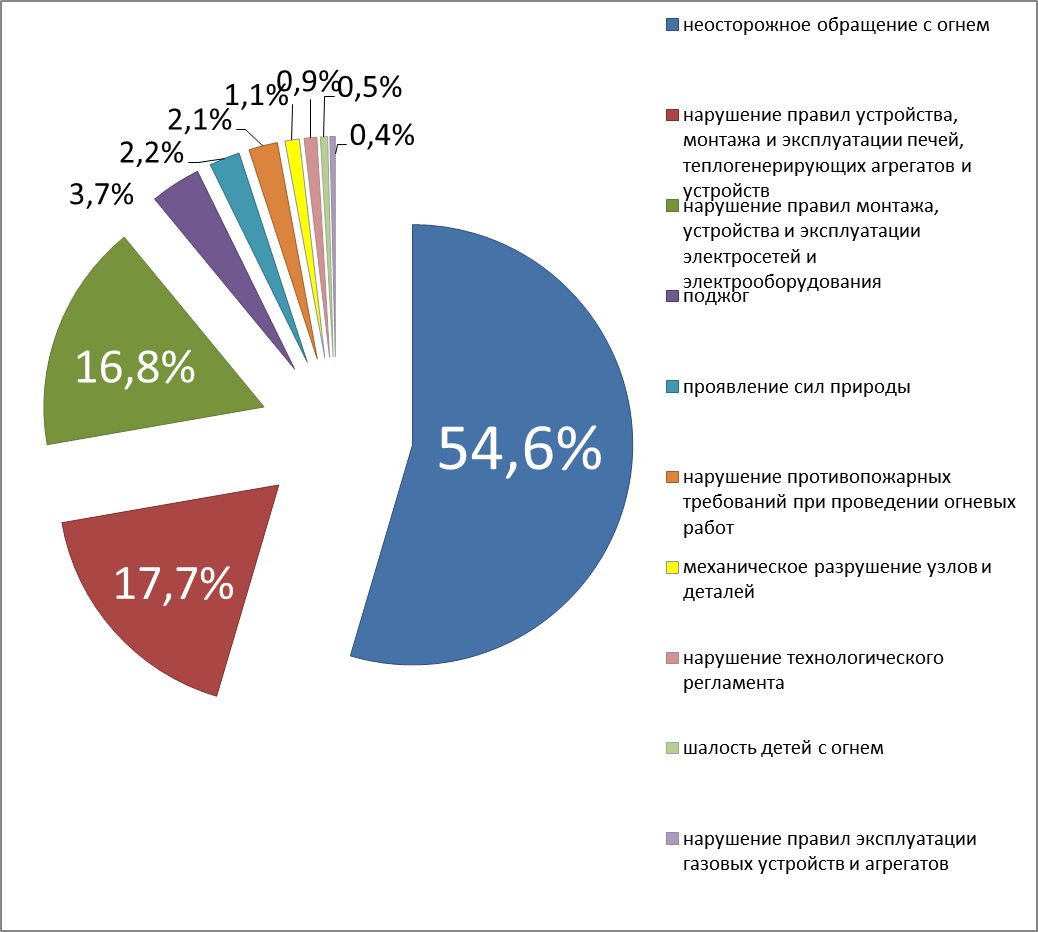 неосторожное обращение с огнем
нарушение правил устройства,
монтажа и эксплуатации печей,
теплогенерирующих агрегатов и
устройств
нарушение правил монтажа,
устройства и эксплуатации
электросетей и
электрооборудования
поджог
проявление сил природы
нарушение противопожарных
требований при проведении огневых
работ
механическое разрушение узлов и
деталей
нарушение технологического
регламента
шалость детей с огнем
нарушение правил эксплуатации
газовых устройств и агрегатов
54,6%
17,7%
16,8%
3,7%
2,2%
2,1%
1,1%
0,9%
0,5%
0,4%